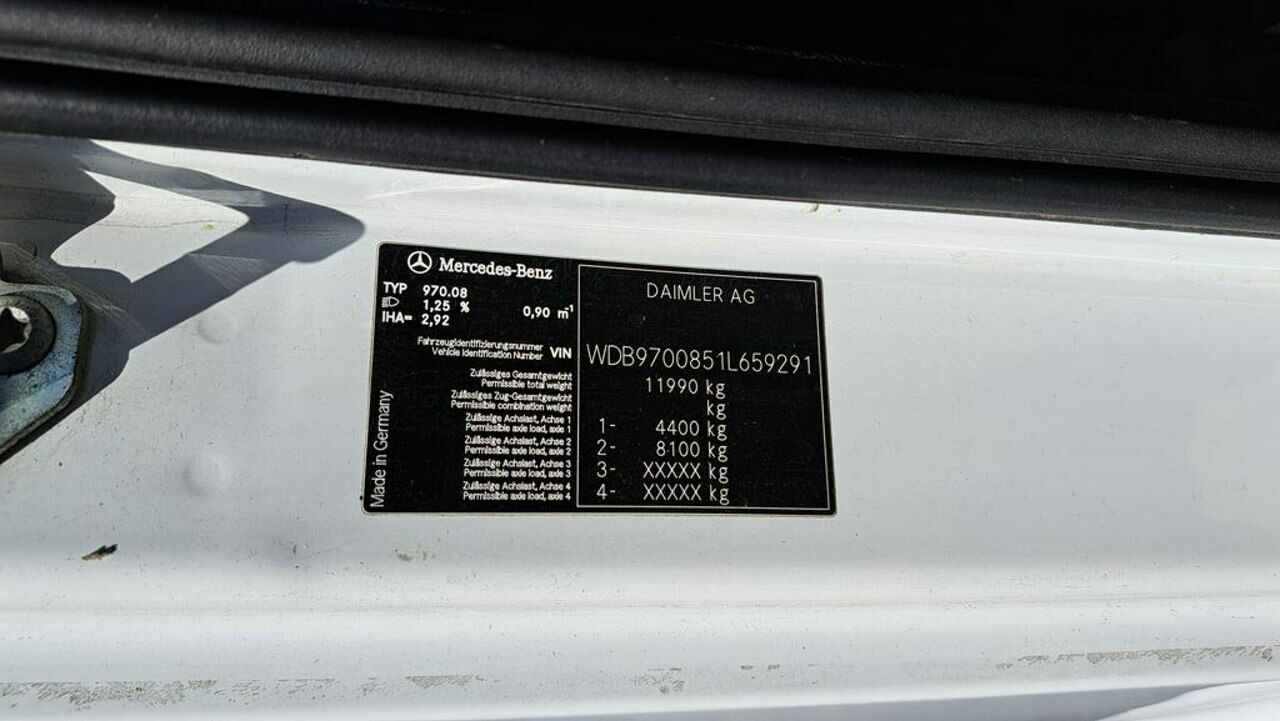 Mercedes-Benz
TYP 970.08
1,25 % 0,90 m⁻¹
IHA= 2,92
Fahrzeugidentifizierungsnummer
Vehicle Identification Number VIN
Zulässiges Gesamtgewicht
Permissible total weight
Zulässiges Zug-Gesamtgewicht
Permissible combination weight
Zulässige Achslast, Achse 1
Permissible axle load, axle 1
Zulässige Achslast, Achse 2
Permissible axle load, axle 2
Zulässige Achslast, Achse 3
Permissible axle load, axle 3
Zulässige Achslast, Achse 4
Permissible axle load, axle 4
Made in Germany
DAIMLER AG
WDB9700851L659291
11990 kg
kg
1- 4400 kg
2- 8100 kg
3- XXXXX kg
4- XXXXX kg